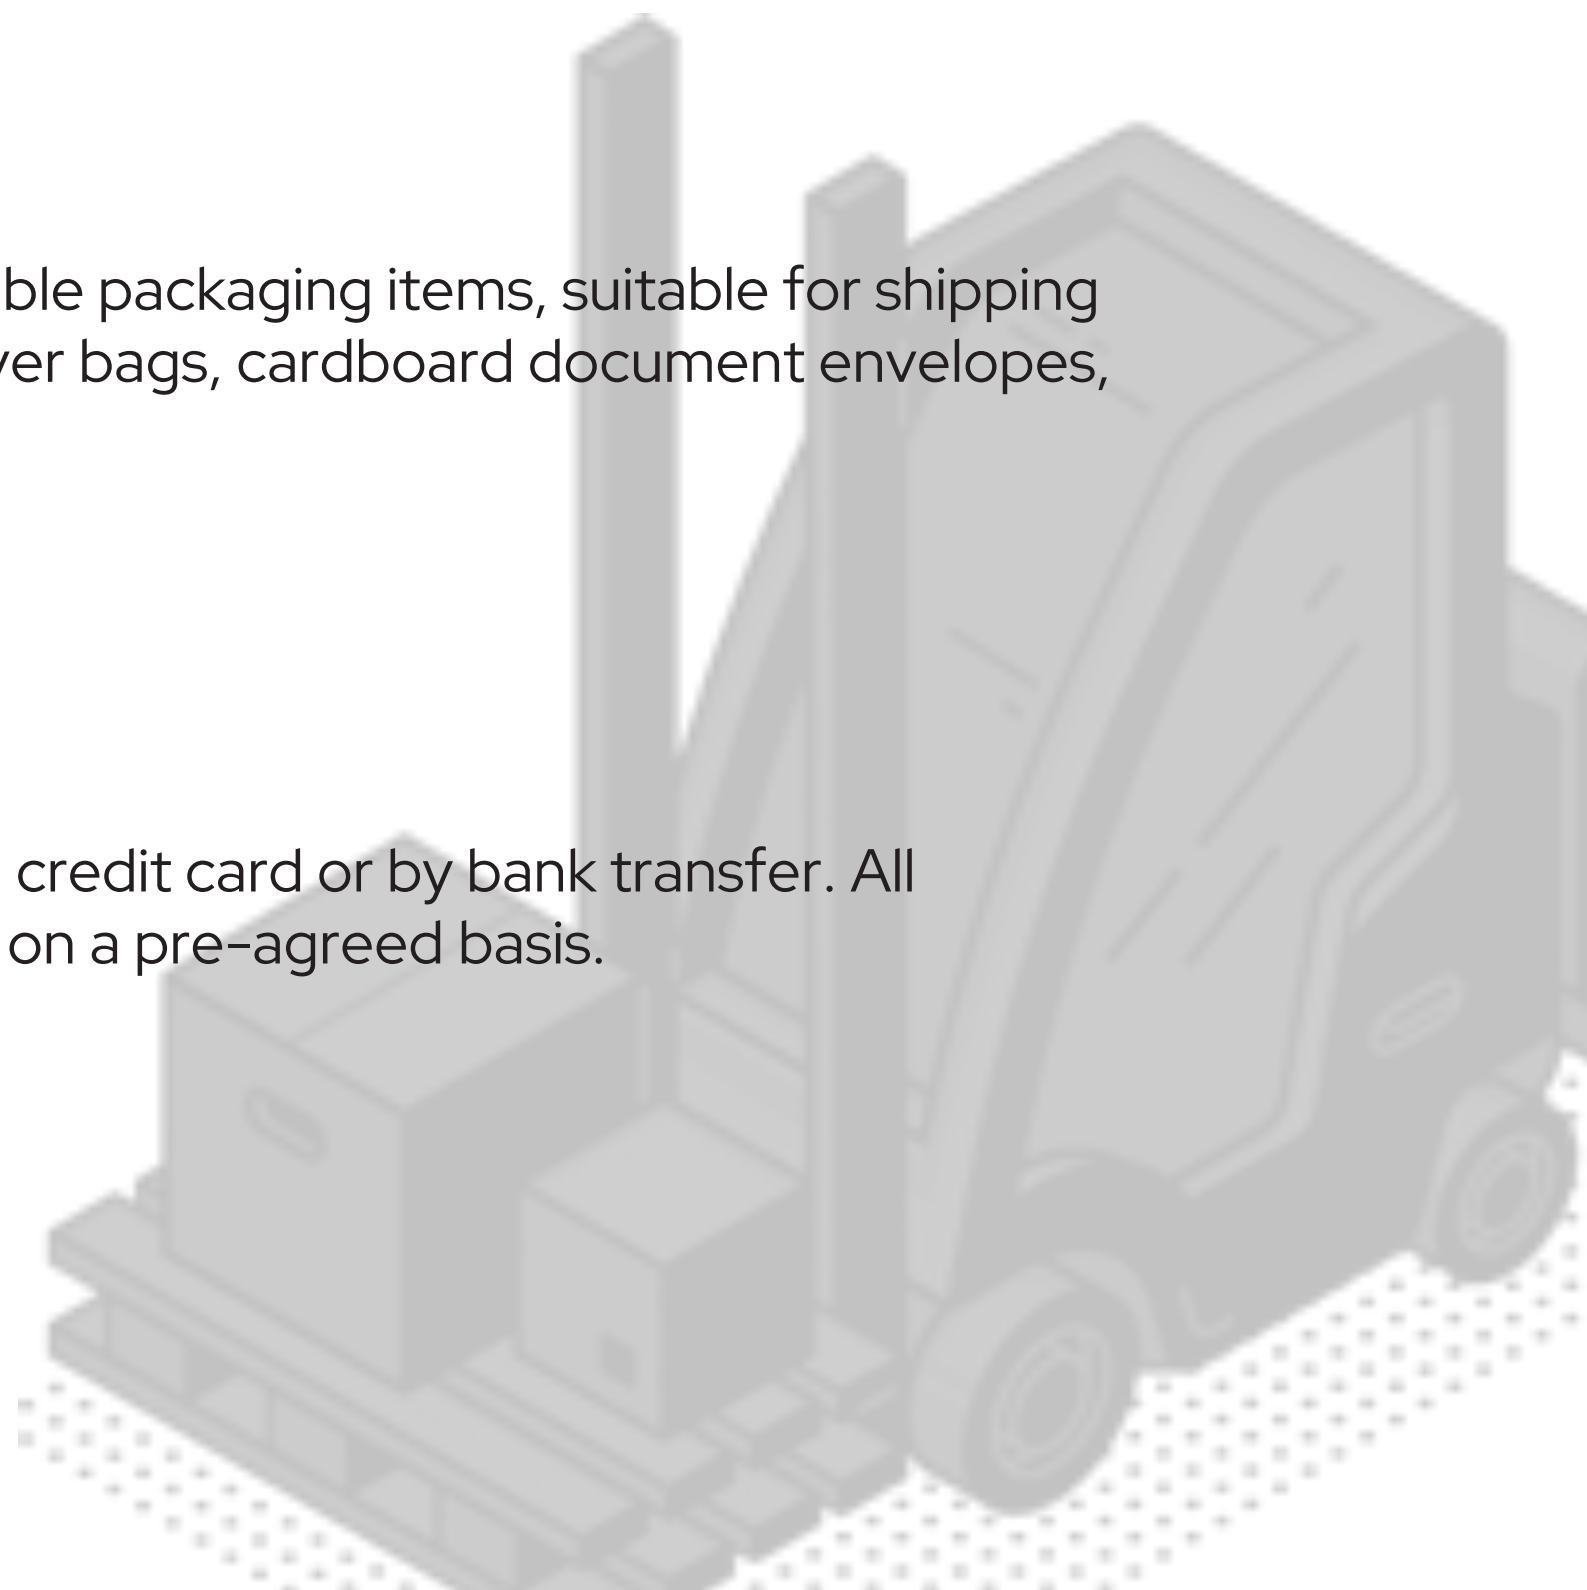 ble packaging items, suitable for shipping
er bags, cardboard document envelopes,
credit card or by bank transfer. All
on a pre-agreed basis.